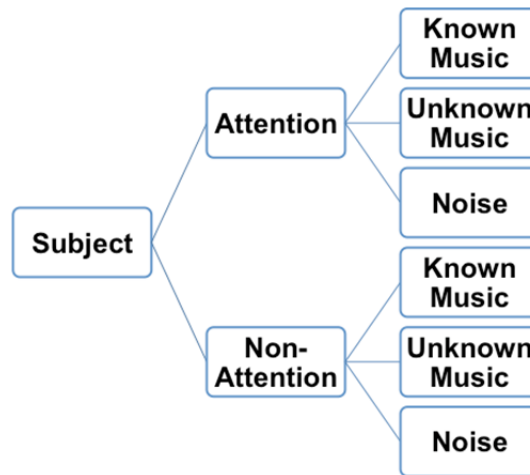 Known
Music
Attention
Unknown
Music
Noise
Subject
Known
Music
Non-
Attention
Unknown
Music
Noise